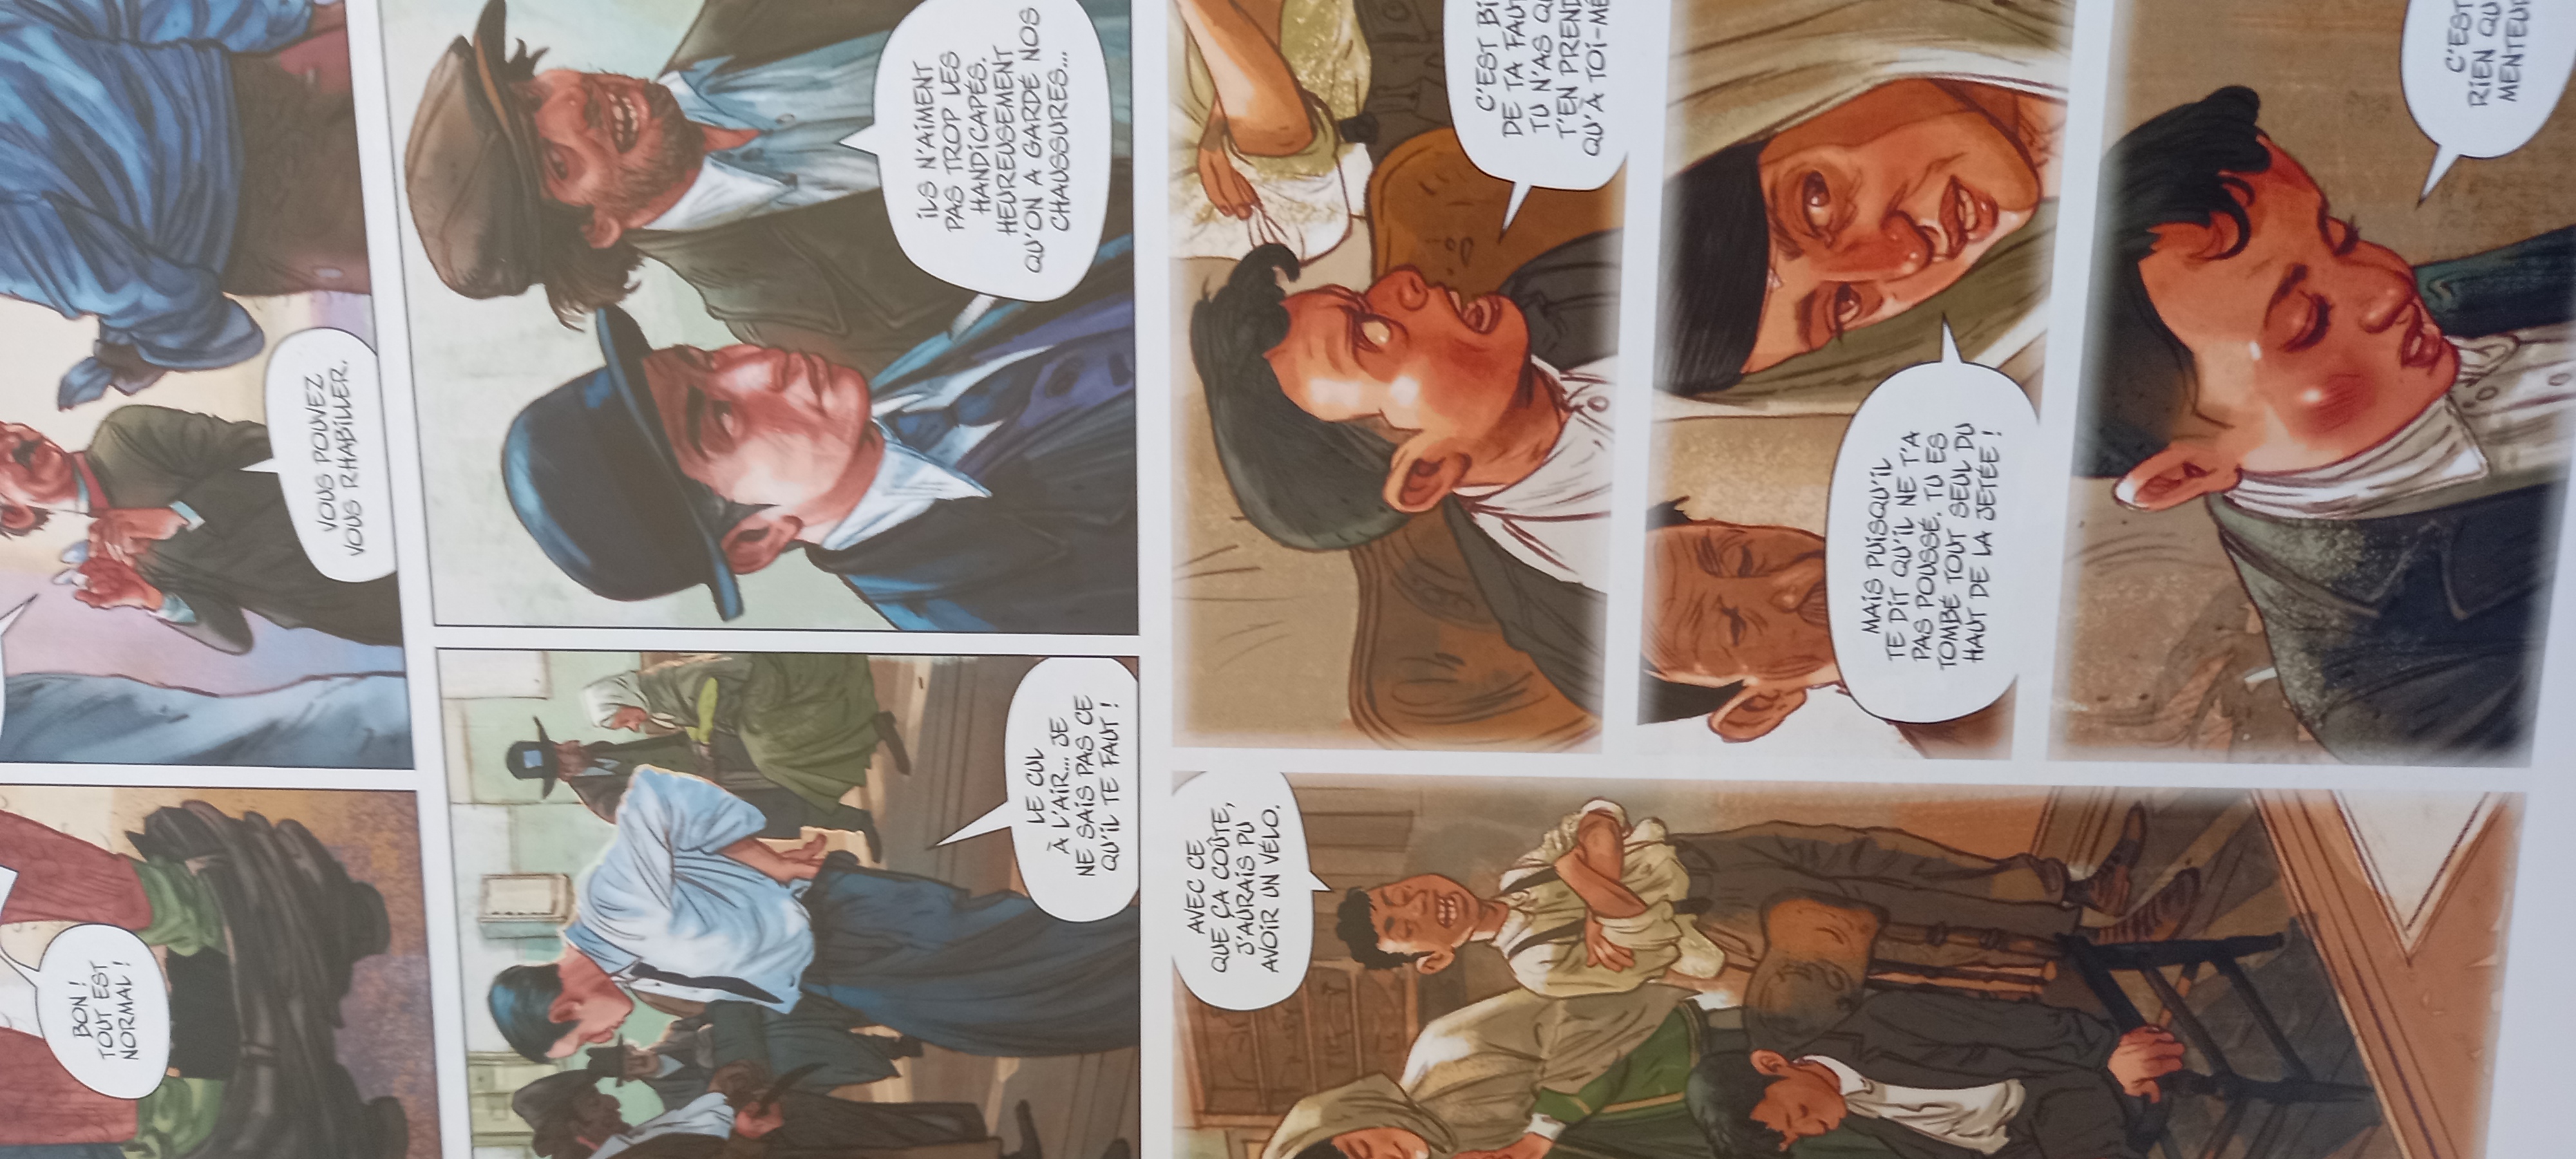 BON !
TOUT EST
NORMAL !
VOUS POUVEZ
VOUS RHABILLER.
LE CUL
À L'AIR... JE
NE SAIS PAS CE
QU'IL TE FAUT !
ILS N'AIMENT
PAS TROP LES
HANDICAPÉS.
HEUREUSEMENT
QU'ON A GARDÉ NOS
CHAUSSURES...
AVEC CE
QUE ÇA COÛTE,
J'AURAIS PU
AVOIR UN VÉLO.
C'EST
DE TA
TU N'AS
T'EN
QU'À
MAIS PUISQU'IL
TE DIT QU'IL NE T'A
PAS POUSSÉ. TU ES
TOMBÉ TOUT SEUL DU
HAUT DE LA JETÉE !
C'EST
RIEN